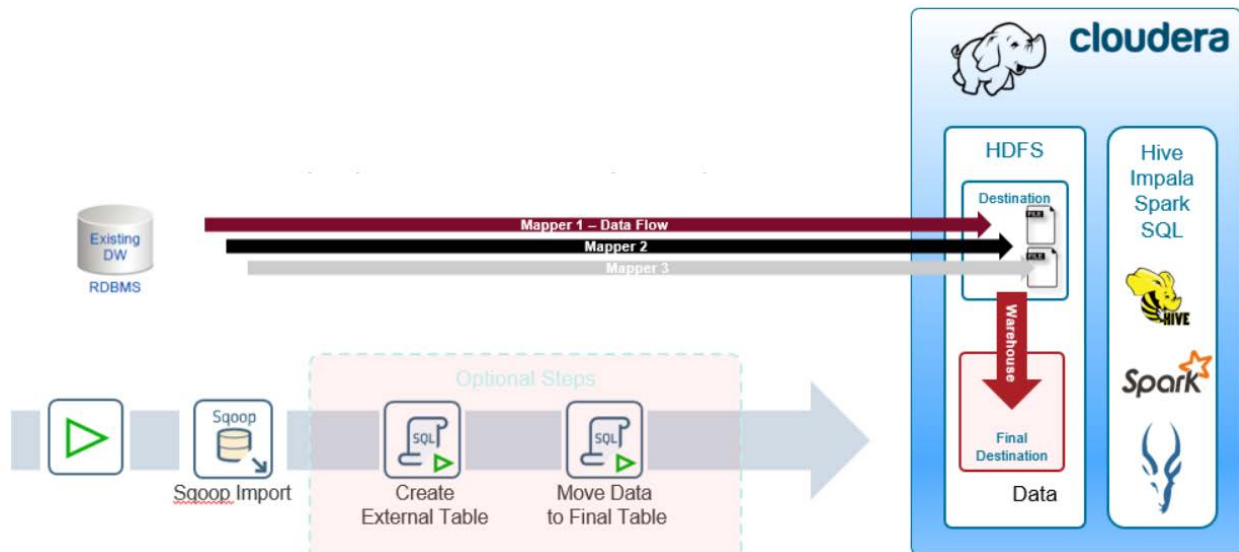 cloudera
HDFS
Hive
Impala
Spark
SQL
Destination
FILE
FILE
Mapper 1 – Data Flow
Mapper 2
Mapper 3
Existing
DW
RDBMS
Warehouse
HIVE
Spark
Final
Destination
Data
Optional Steps
Sqoop
SQL
SQL
Sqoop Import
Create
External Table
Move Data
to Final Table